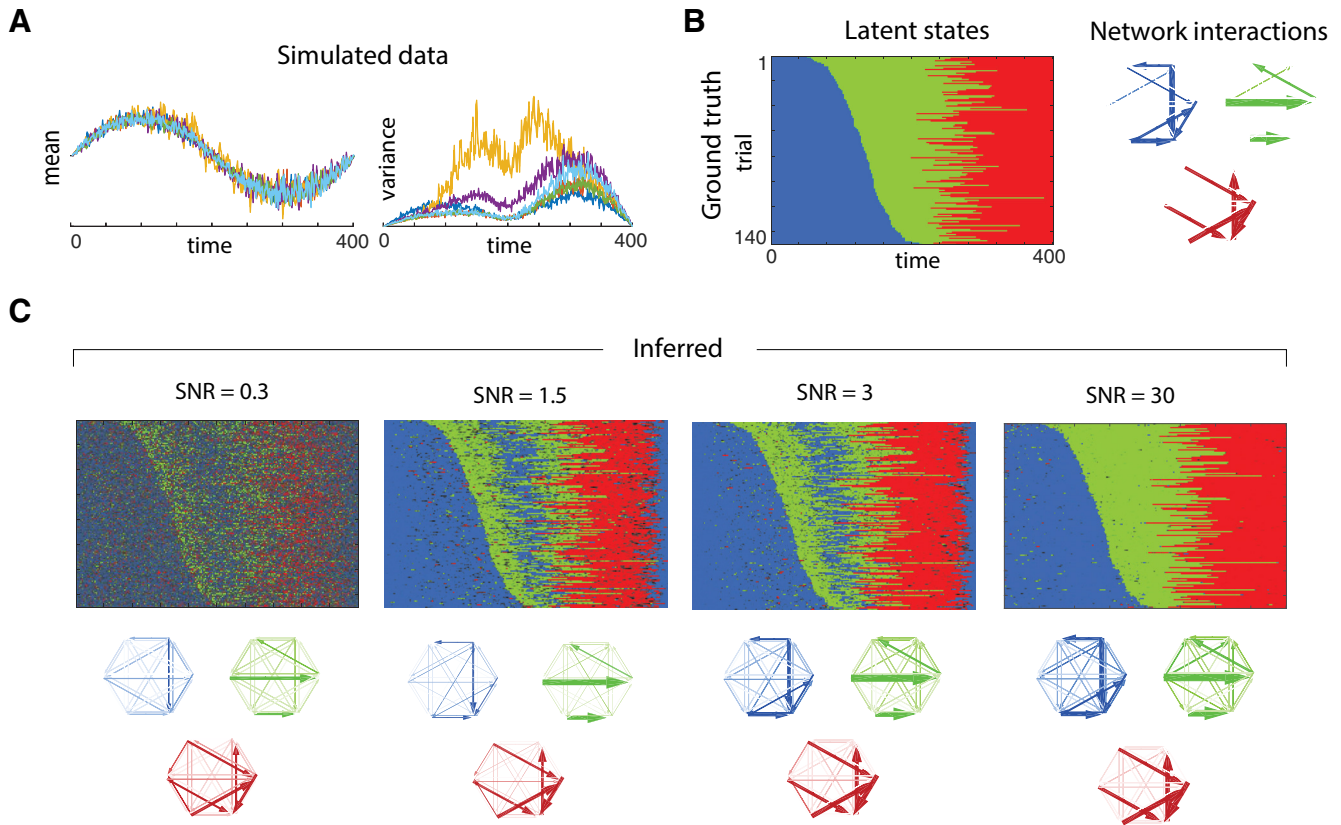 A
Simulated data
mean
0
time
400
variance
0
time
400
B
Latent states
Network interactions
Ground truth
trial
1
140
0
time
400
C
Inferred
SNR = 0.3
SNR = 1.5
SNR = 3
SNR = 30